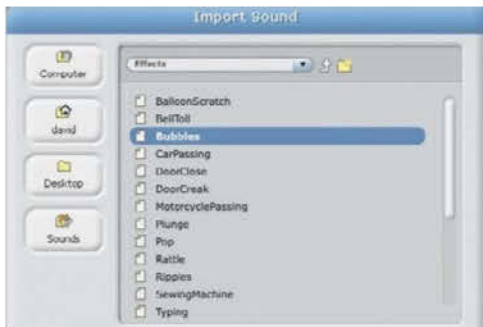 Import Sound
Computer
david
Desktop
Sounds
Effects
BalloonScratch
BellToll
Bubbles
CarPassing
DoorClose
DoorCreak
MotorcyclePassing
Plunge
Pop
Rattle
Ripples
SewingMachine
Typing